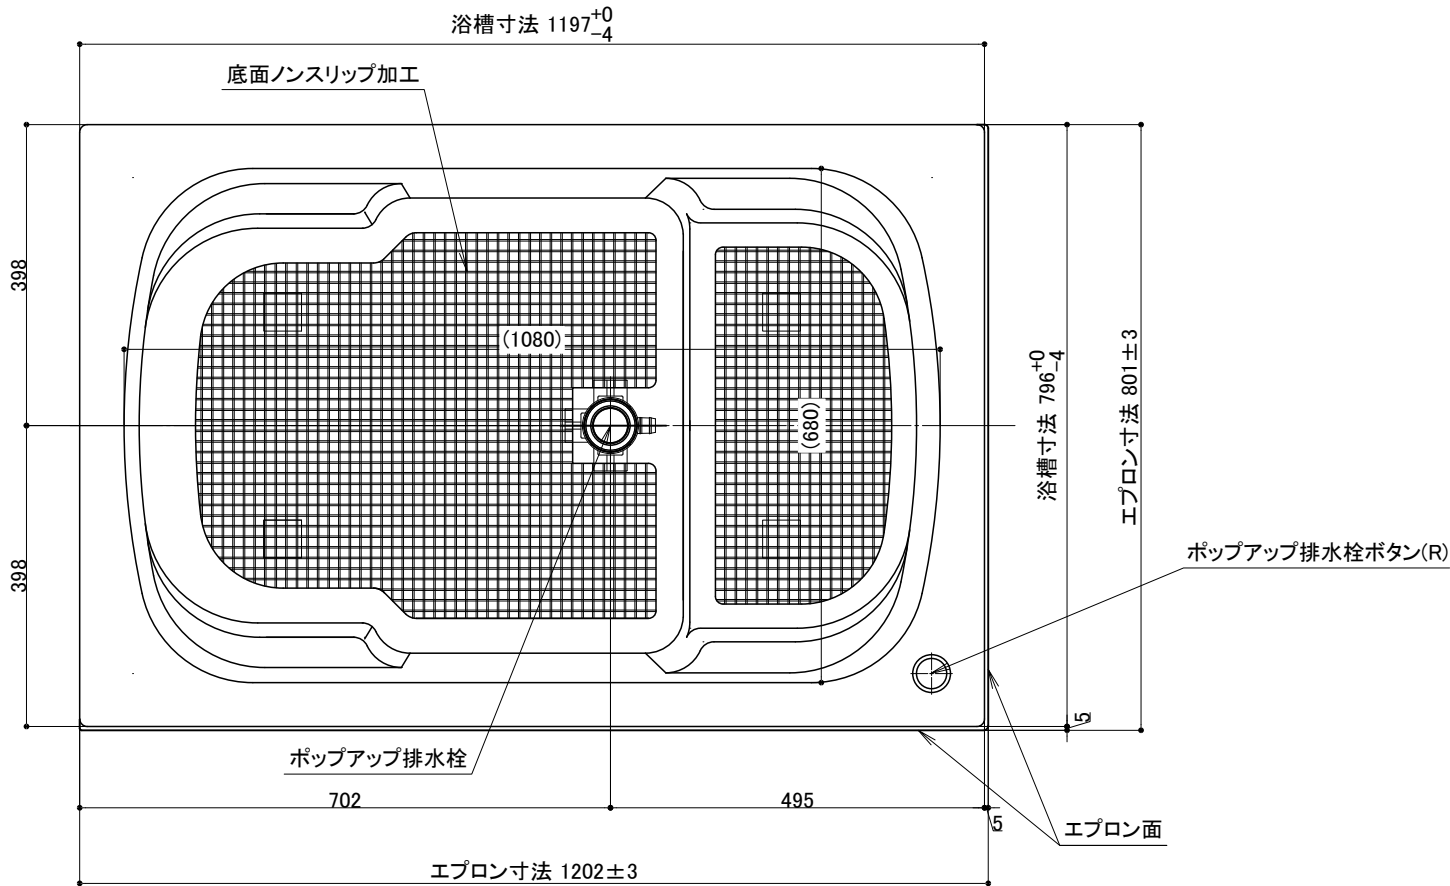 浴槽寸法 1197+0-4
底面ノンスリップ加工
398
(1080)
(680)
浴槽寸法 796+0-4
エプロン寸法 801±3
398
ポップアップ排水栓ボタン(R)
5
ポップアップ排水栓
702
495
5
エプロン面
エプロン寸法 1202±3